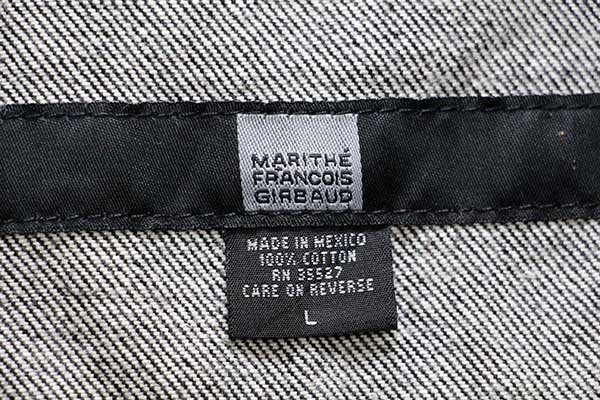 MARITHÉ
FRANCOIS
GIRBAUD
MADE IN MEXICO
100% COTTON
RN 35527
CARE ON REVERSE
L